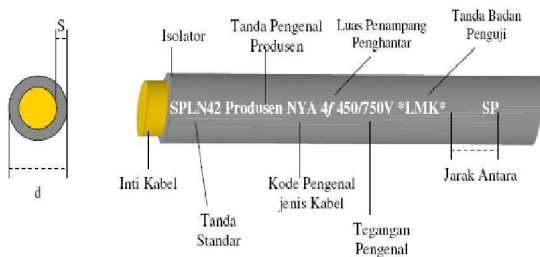 S
Isolator
Tanda Pengenal
Produsen
Luas Penampang
Penghantar
Tanda Badan
Penguji
SPLN42 Produsen NYA 4f 450/750V *LMK* SP
d
Inti Kabel
Tanda
Standar
Kode Pengenal
jenis Kabel
Tegangan
Pengenal
Jarak Antara